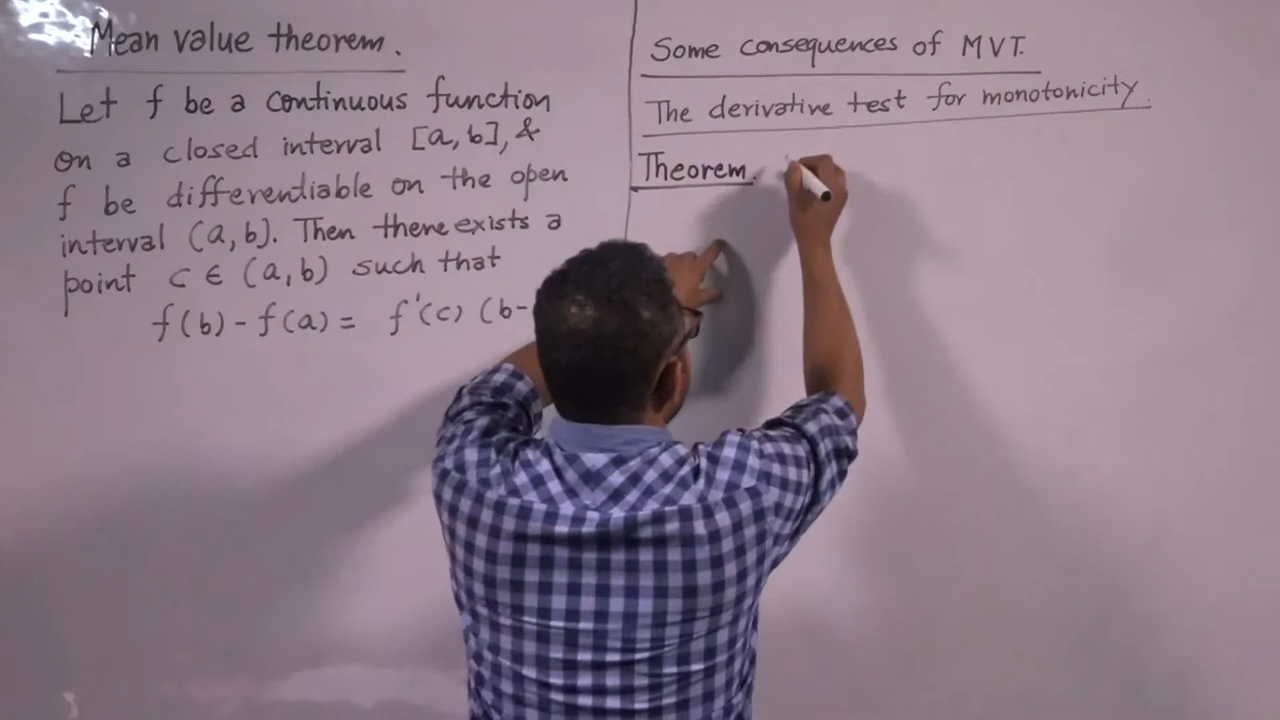 Mean value theorem.
Let f be a continuous function
on a closed interval [a, b], &
f be differentiable on the open
interval (a, b). Then there exists a
point c ∈ (a, b) such that
f(b) - f(a) = f'(c) (b-
Some consequences of MVT.
The derivative test for monotonicity.
Theorem.